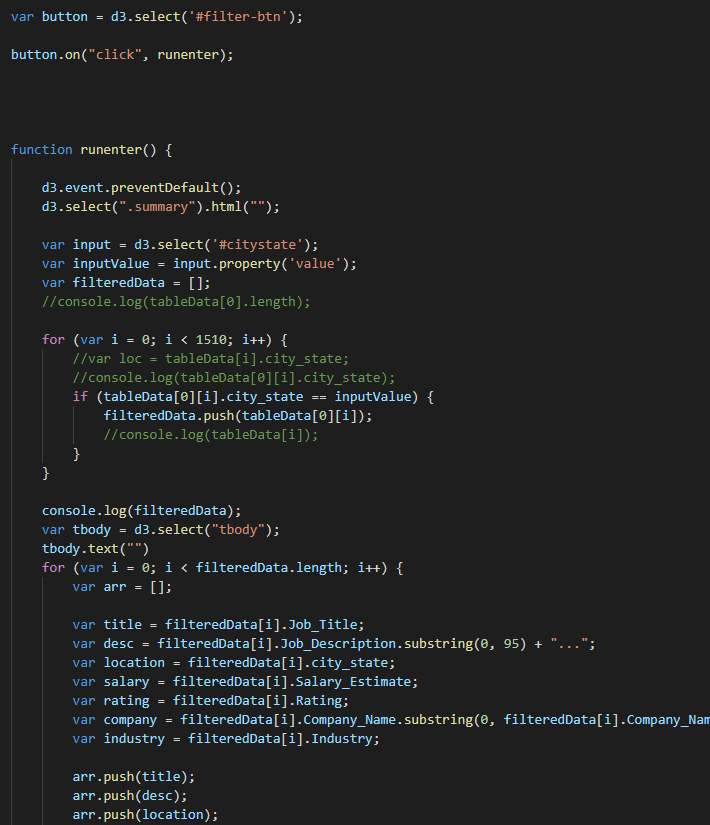 var button = d3.select('#filter-btn');
button.on("click", runenter);
function runenter() {
d3.event.preventDefault();
d3.select(".summary").html("");
var input = d3.select('#citystate');
var inputValue = input.property('value');
var filteredData = [];
//console.log(tableData[0].length);
for (var i = 0; i < 1510; i++) {
//var loc = tableData[i].city_state;
//console.log(tableData[0][i].city_state);
if (tableData[0][i].city_state == inputValue) {
filteredData.push(tableData[0][i]);
//console.log(tableData[i]);
}
}
console.log(filteredData);
var tbody = d3.select("tbody");
tbody.text("")
for (var i = 0; i < filteredData.length; i++) {
var arr = [];
var title = filteredData[i].Job_Title;
var desc = filteredData[i].Job_Description.substring(0, 95) + "...";
var location = filteredData[i].city_state;
var salary = filteredData[i].Salary_Estimate;
var rating = filteredData[i].Rating;
var company = filteredData[i].Company_Name.substring(0, filteredData[i].Company_Nam
var industry = filteredData[i].Industry;
arr.push(title);
arr.push(desc);
arr.push(location);